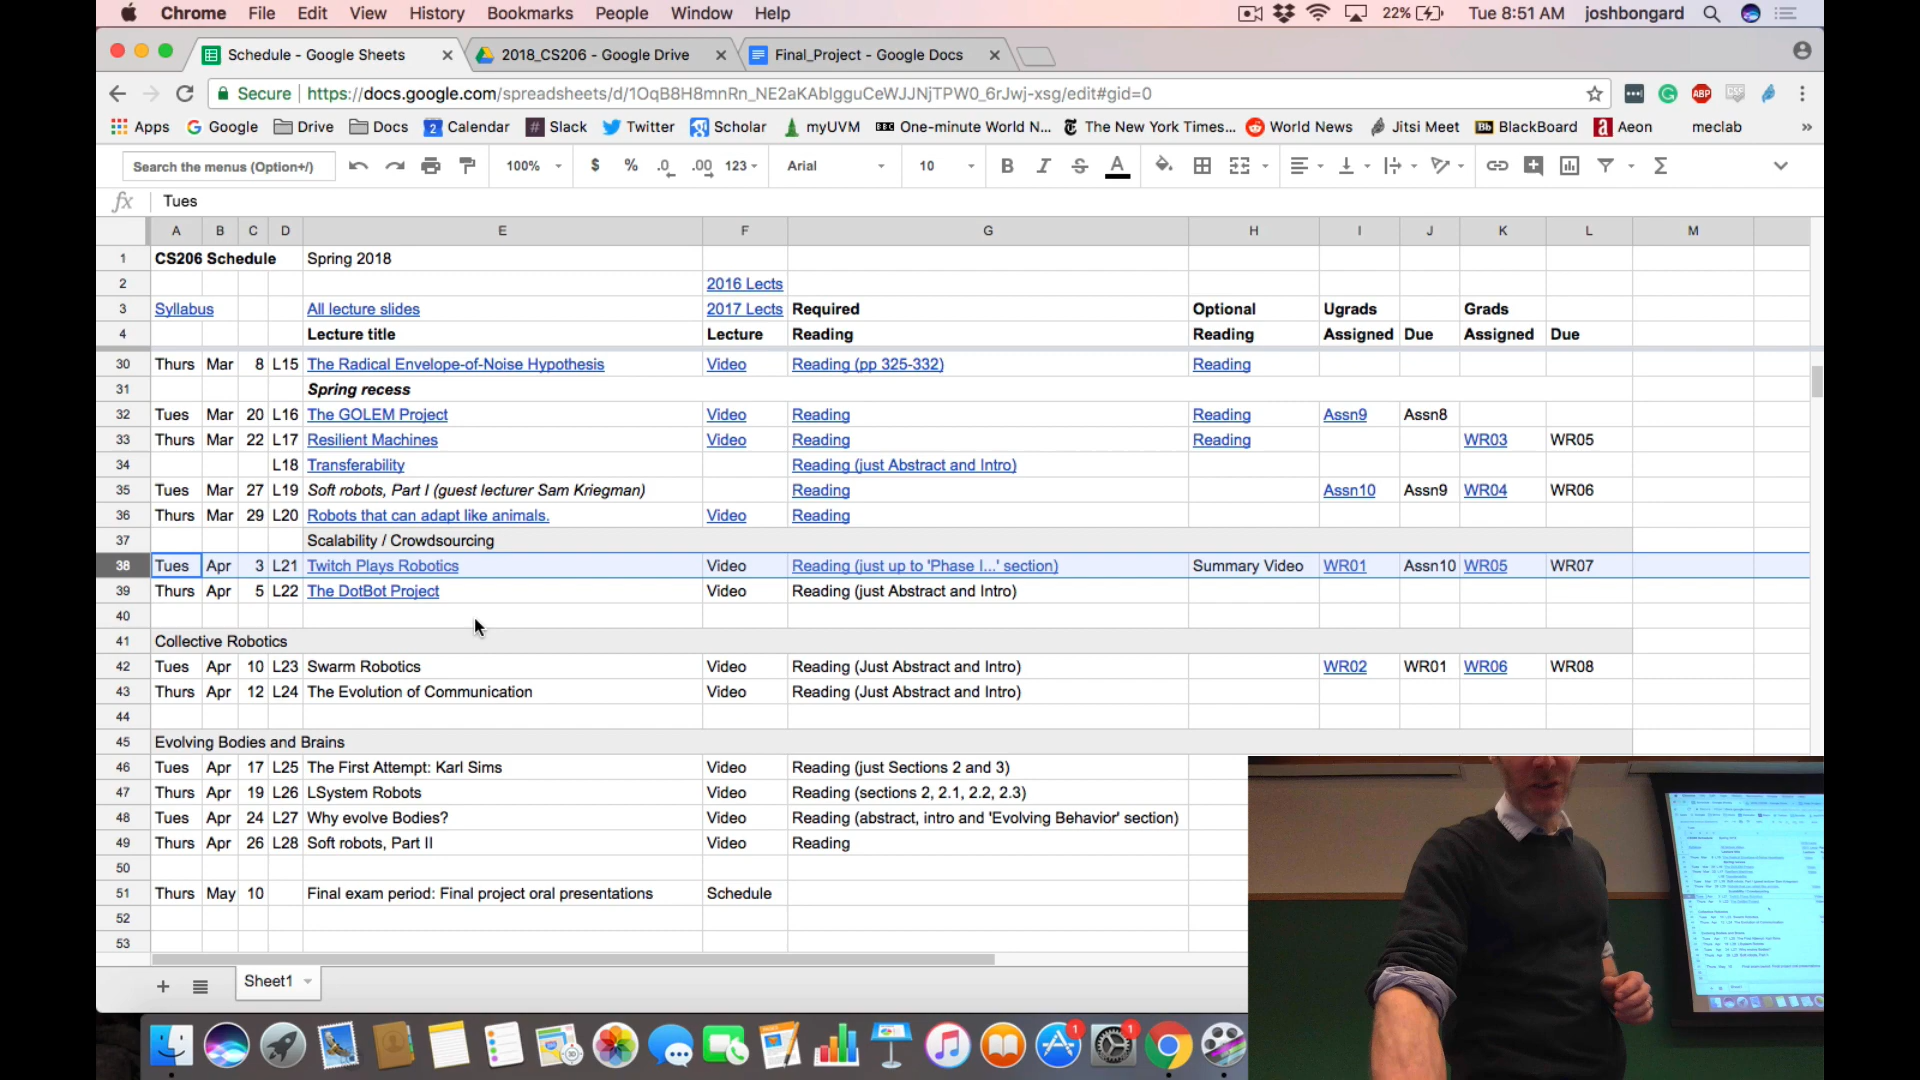 Chrome File Edit View History Bookmarks People Window Help 22% Tue 8:51 AM joshbongard
Schedule - Google Sheets 2018_CS206 - Google Drive Final_Project - Google Docs
Secure https://docs.google.com/spreadsheets/d/1OqB8H8mnRn_NE2aKAblgguCeWJJNjTPW0_6rJwj-xsg/edit#gid=0 ABP CSF
Apps Google Drive Docs 2 Calendar # Slack Twitter Scholar myUVM BBC One-minute World N... The New York Times... World News Jitsi Meet Bb BlackBoard a Aeon meclab »
Search the menus (Option+/) 100% $ % .0 .00 123 Arial 10 B I S A Σ
fx Tues
A B C D E F G H I J K L M
1 CS206 Schedule Spring 2018
2 2016 Lects
3 Syllabus All lecture slides 2017 Lects Required Optional Ugrads Grads
4 Lecture title Lecture Reading Reading Assigned Due Assigned Due
30 Thurs Mar 8 L15 The Radical Envelope-of-Noise Hypothesis Video Reading (pp 325-332) Reading
31 Spring recess
32 Tues Mar 20 L16 The GOLEM Project Video Reading Reading Assn9 Assn8
33 Thurs Mar 22 L17 Resilient Machines Video Reading Reading WR03 WR05
34 L18 Transferability Reading (just Abstract and Intro)
35 Tues Mar 27 L19 Soft robots, Part I (guest lecturer Sam Kriegman) Reading Assn10 Assn9 WR04 WR06
36 Thurs Mar 29 L20 Robots that can adapt like animals. Video Reading
37 Scalability / Crowdsourcing
38 Tues Apr 3 L21 Twitch Plays Robotics Video Reading (just up to 'Phase I...' section) Summary Video WR01 Assn10 WR05 WR07
39 Thurs Apr 5 L22 The DotBot Project Video Reading (just Abstract and Intro)
40
41 Collective Robotics
42 Tues Apr 10 L23 Swarm Robotics Video Reading (Just Abstract and Intro) WR02 WR01 WR06 WR08
43 Thurs Apr 12 L24 The Evolution of Communication Video Reading (Just Abstract and Intro)
44
45 Evolving Bodies and Brains
46 Tues Apr 17 L25 The First Attempt: Karl Sims Video Reading (just Sections 2 and 3)
47 Thurs Apr 19 L26 LSystem Robots Video Reading (sections 2, 2.1, 2.2, 2.3)
48 Tues Apr 24 L27 Why evolve Bodies? Video Reading (abstract, intro and 'Evolving Behavior' section)
49 Thurs Apr 26 L28 Soft robots, Part II Video Reading
50
51 Thurs May 10 Final exam period: Final project oral presentations Schedule
52
53
+ Sheet1
30 1 1